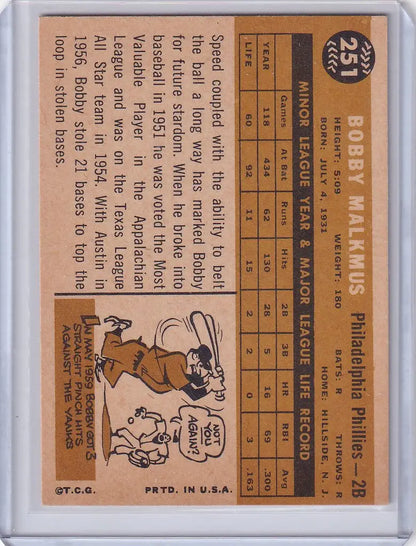 251
BOBBY MALKMUS
Philadelphia Phillies—2B
HEIGHT: 5:09 WEIGHT: 180 BATS: R THROWS: R
BORN: JULY 4, 1931 HOME: HILLSIDE, N. J.
MINOR LEAGUE YEAR & MAJOR LEAGUE LIFE RECORD
Games At Bat Runs Hits 2B 3B HR RBI Avg
YEAR 118 434 62 130 28 5 16 69 .300
LIFE 60 92 11 15 2 2 0 3 .163
Speed coupled with the ability to belt
the ball a long way has marked Bobby
for future stardom. When he broke into
baseball in 1951 he was voted the Most
Valuable Player in the Appalachian
League and was on the Texas League
All Star team in 1954. With Austin in
1956, Bobby stole 21 bases to top the
loop in stolen bases.
NOT
YOU
AGAIN?
IN MAY 1959 BOBBY GOT 3
STRAIGHT PINCH HITS
AGAINST THE YANKS
©T.C.G. PRTD. IN U.S.A.